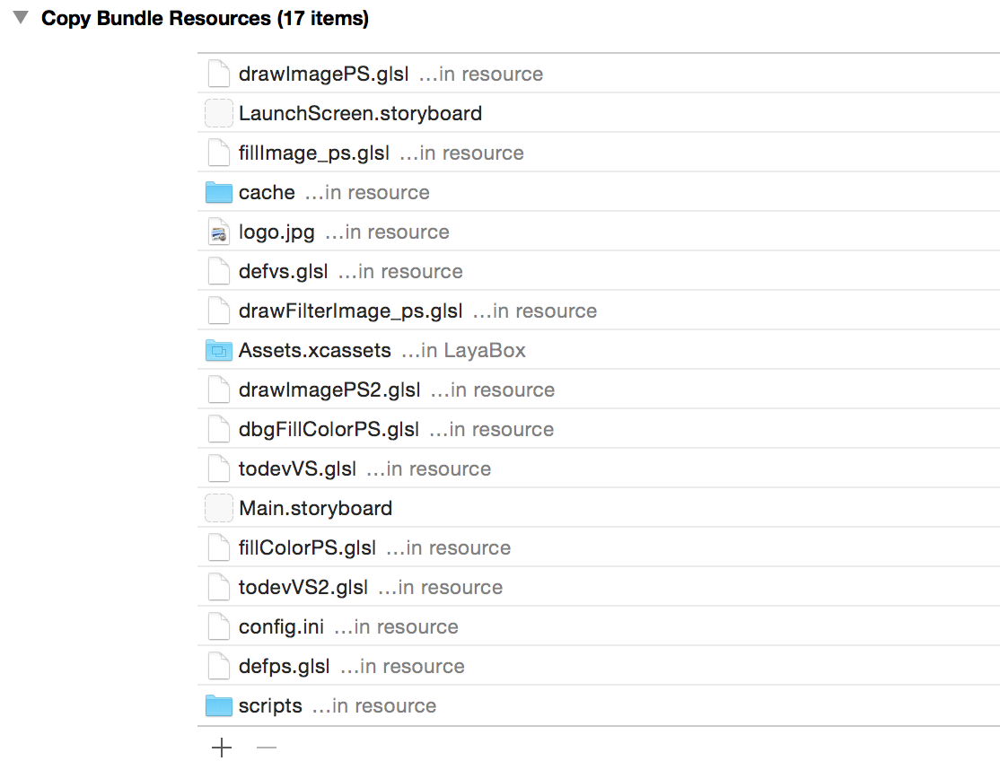 Copy Bundle Resources (17 items)
drawImagePS.glsl ...in resource
LaunchScreen.storyboard
fillImage_ps.glsl ...in resource
cache ...in resource
logo.jpg ...in resource
defvs.glsl ...in resource
drawFilterImage_ps.glsl ...in resource
Assets.xcassets ...in LayaBox
drawImagePS2.glsl ...in resource
dbgFillColorPS.glsl ...in resource
todevVS.glsl ...in resource
Main.storyboard
fillColorPS.glsl ...in resource
todevVS2.glsl ...in resource
config.ini ...in resource
defps.glsl ...in resource
scripts ...in resource